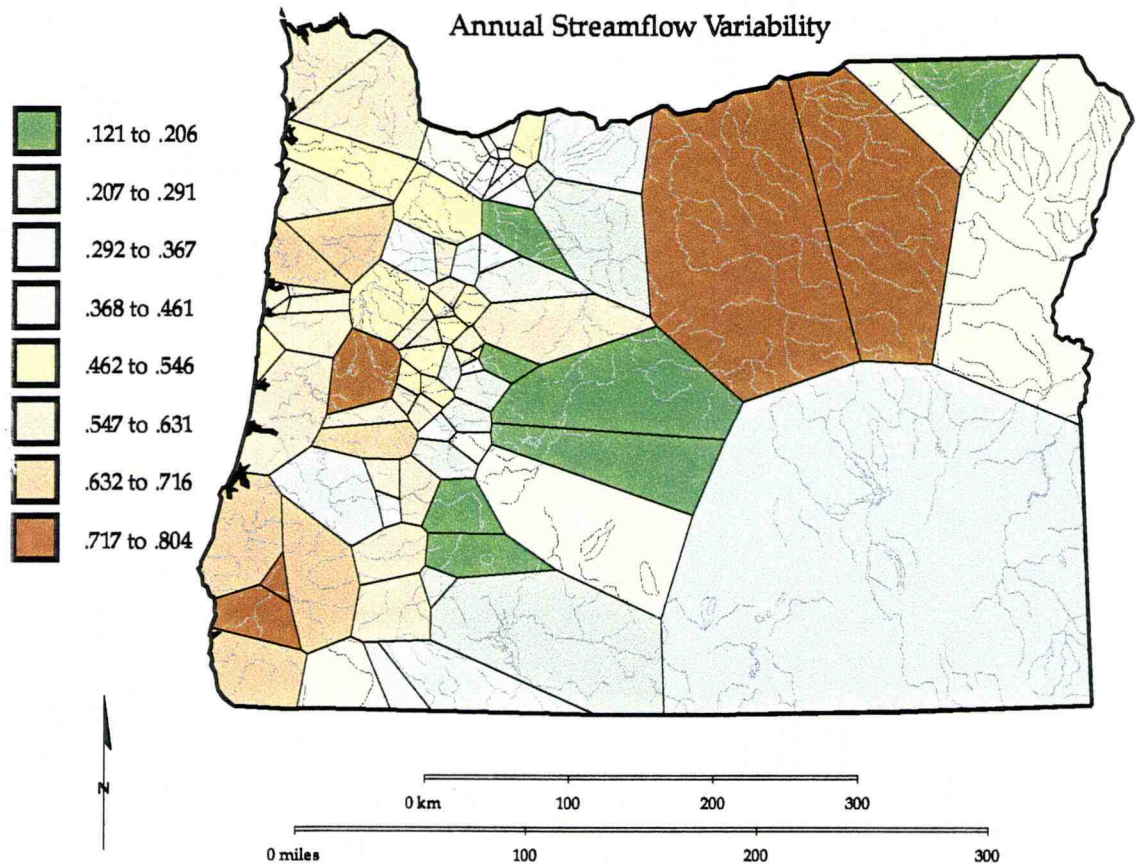 Annual Streamflow Variability
.121 to .206
.207 to .291
.292 to .367
.368 to .461
.462 to .546
.547 to .631
.632 to .716
.717 to .804
N
0 km 100 200 300
0 miles 100 200 300